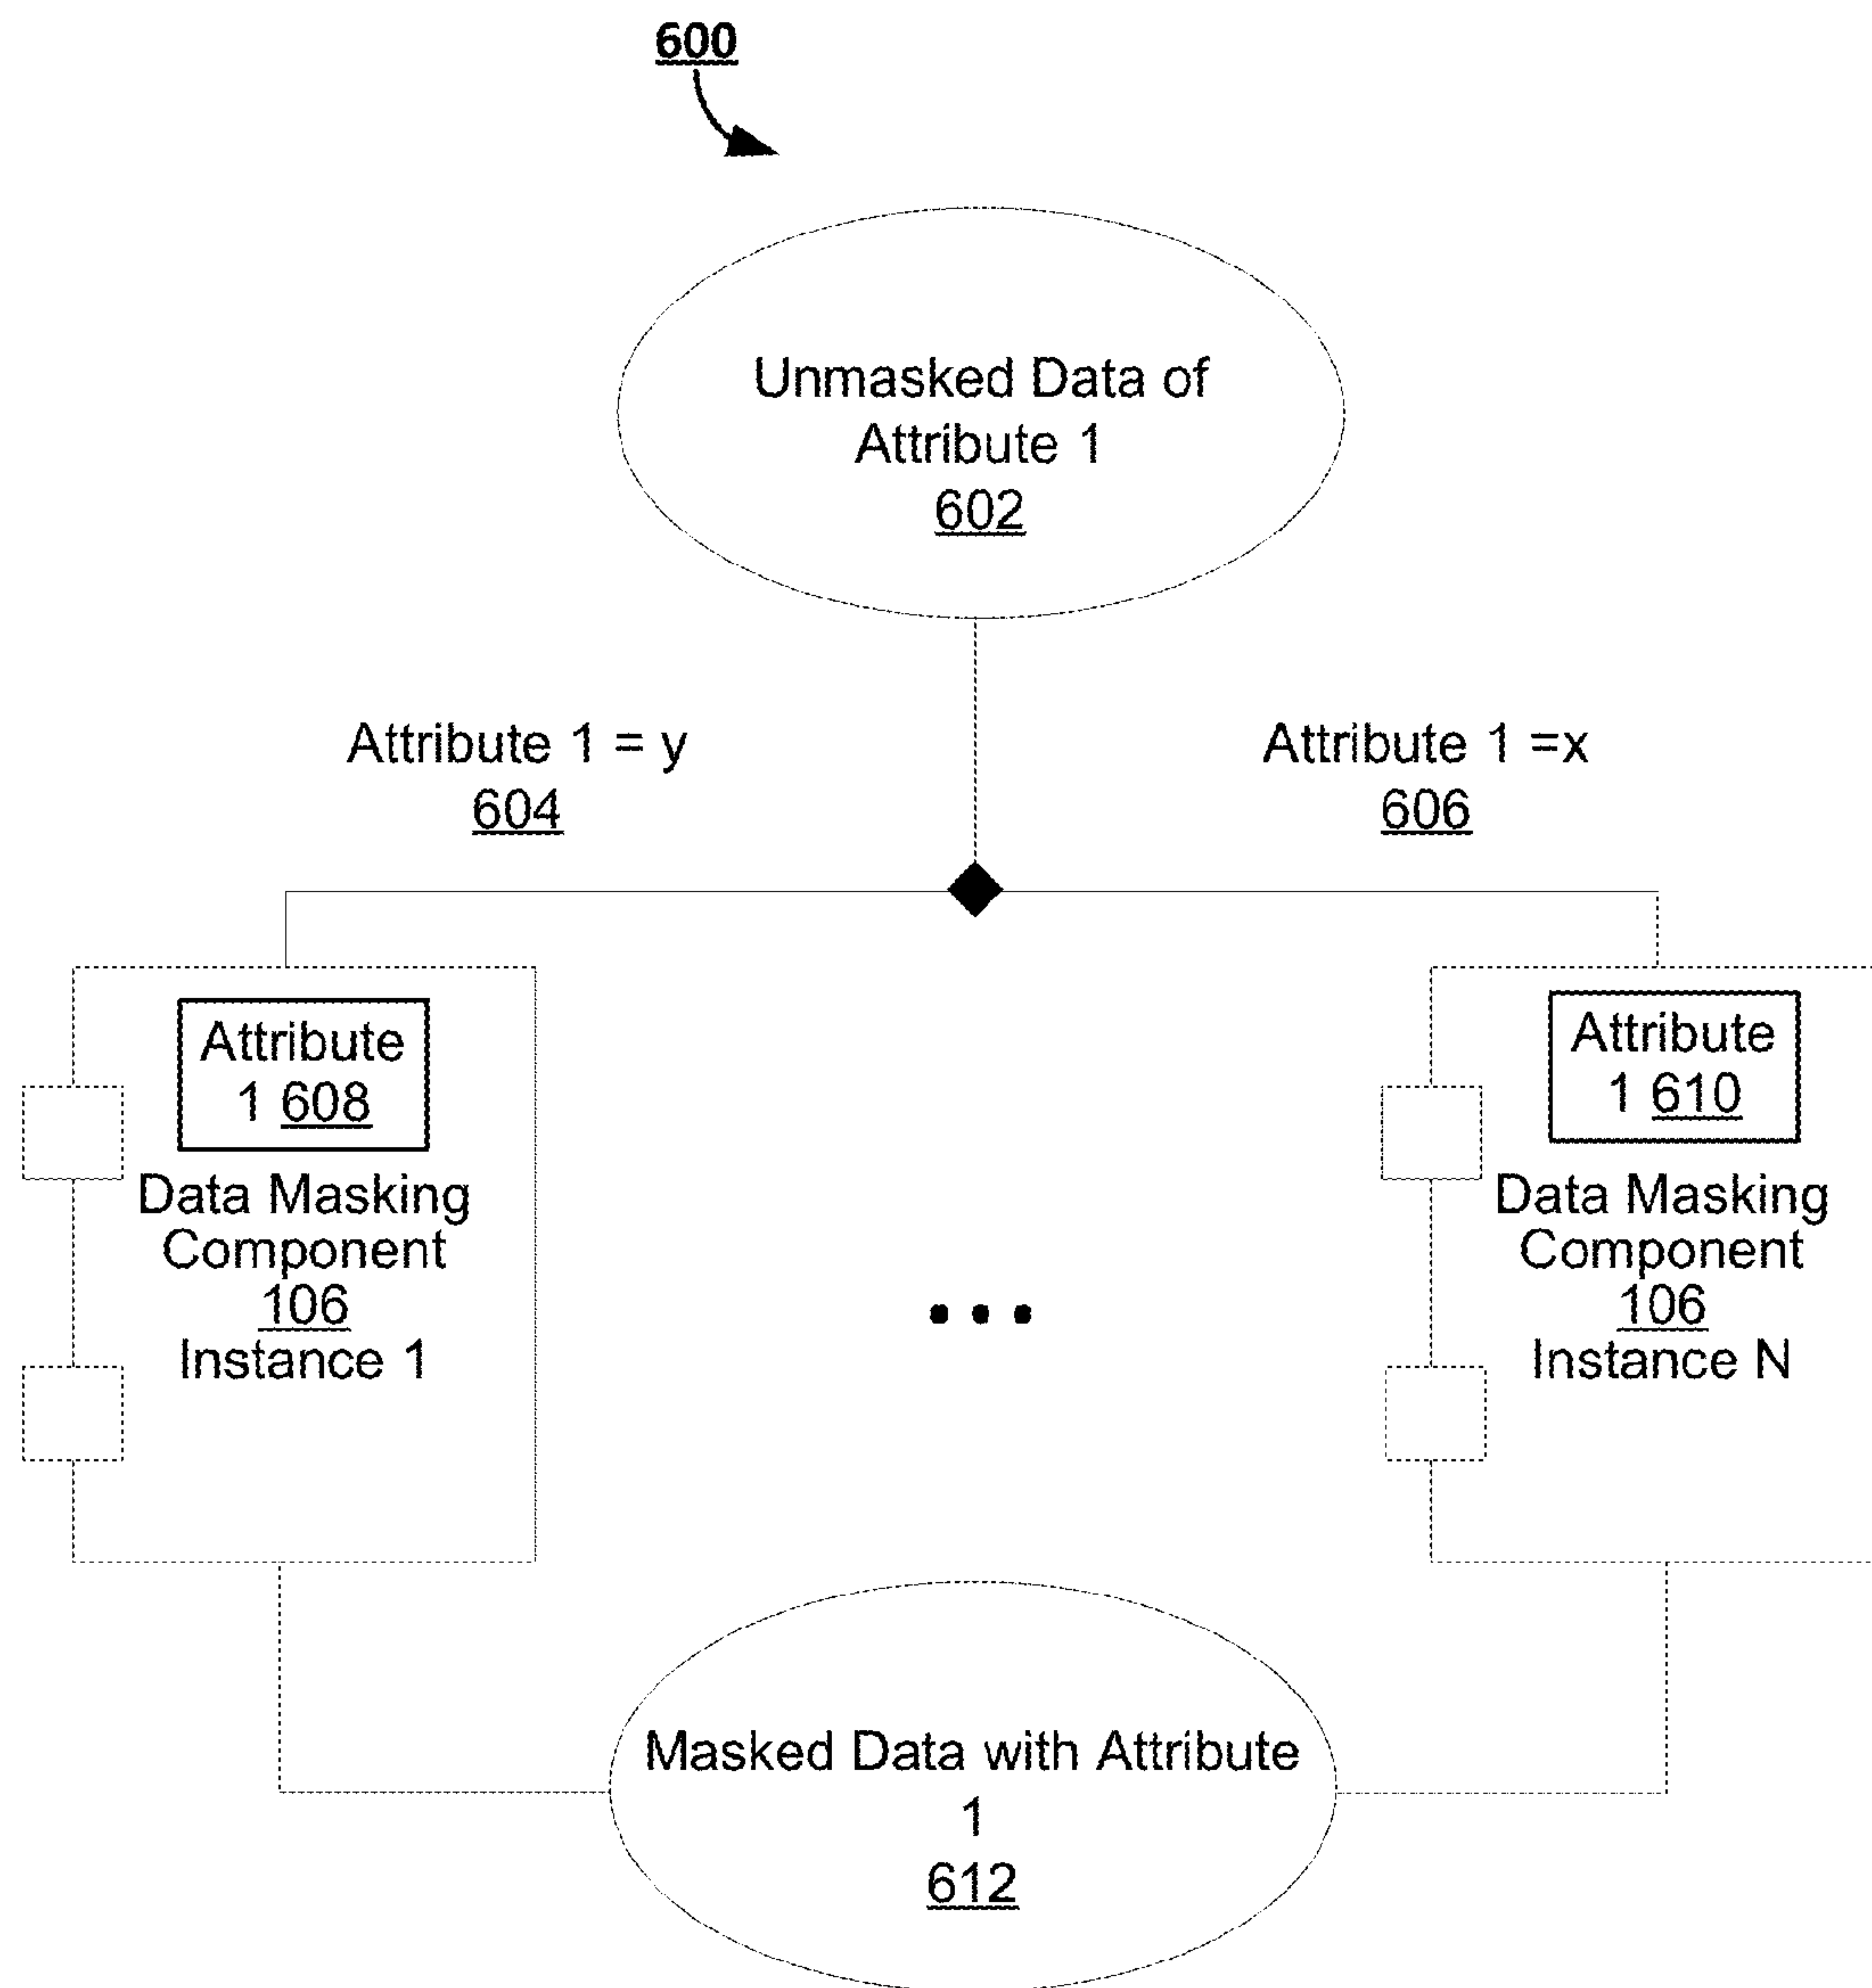 600
Unmasked Data of
Attribute 1
602
Attribute 1 = y
604
Attribute 1 =x
606
Attribute
1 608
Data Masking
Component
106
Instance 1
Attribute
1 610
Data Masking
Component
106
Instance N
Masked Data with Attribute
1
612